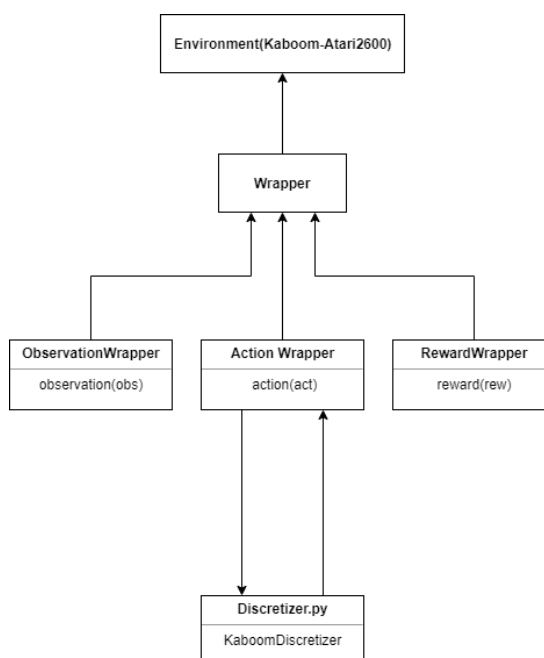 Environment(Kaboom-Atari2600)
Wrapper
ObservationWrapper
observation(obs)
Action Wrapper
action(act)
RewardWrapper
reward(rew)
Discretizer.py
KaboomDiscretizer